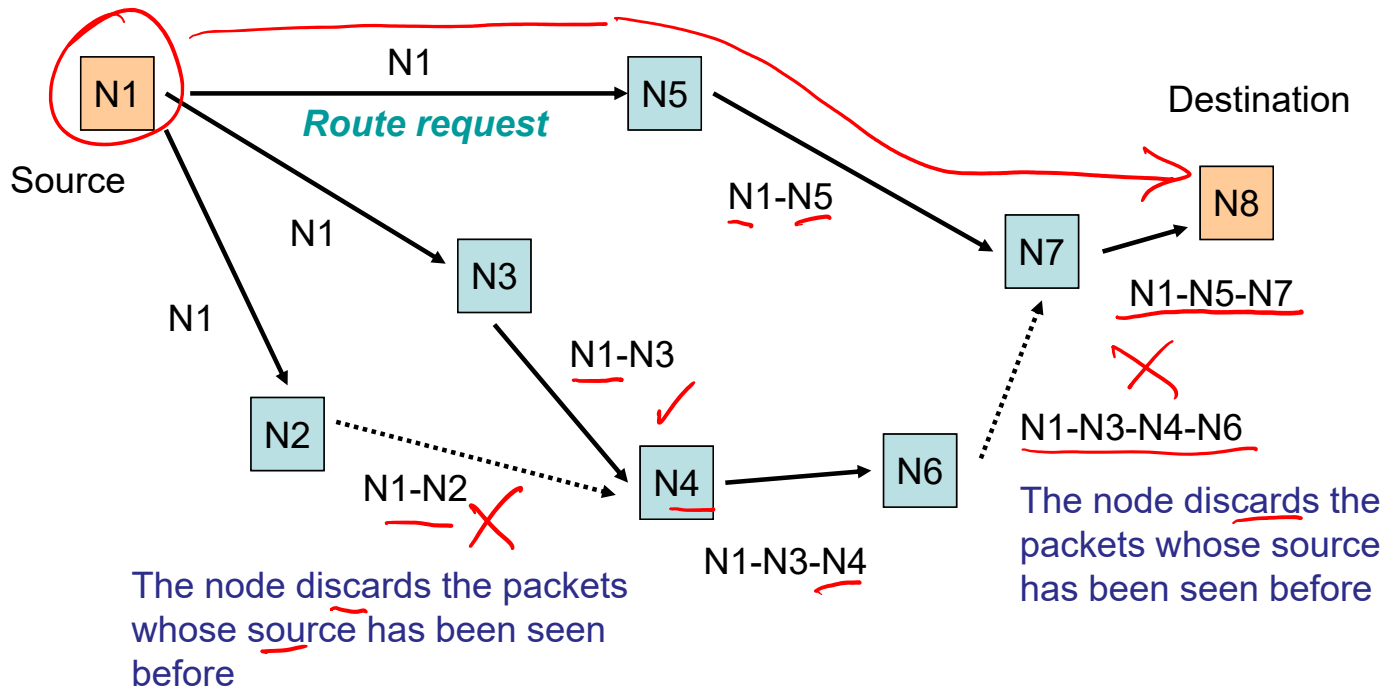 N1
N1
N5
Destination
Route request
Source
N1-N5
N8
N1
N7
N3
N1-N5-N7
N1
N1-N3
N2
N1-N3-N4-N6
N1-N2
N4
N6
The node discards the
packets whose source
has been seen before
N1-N3-N4
The node discards the packets
whose source has been seen
before